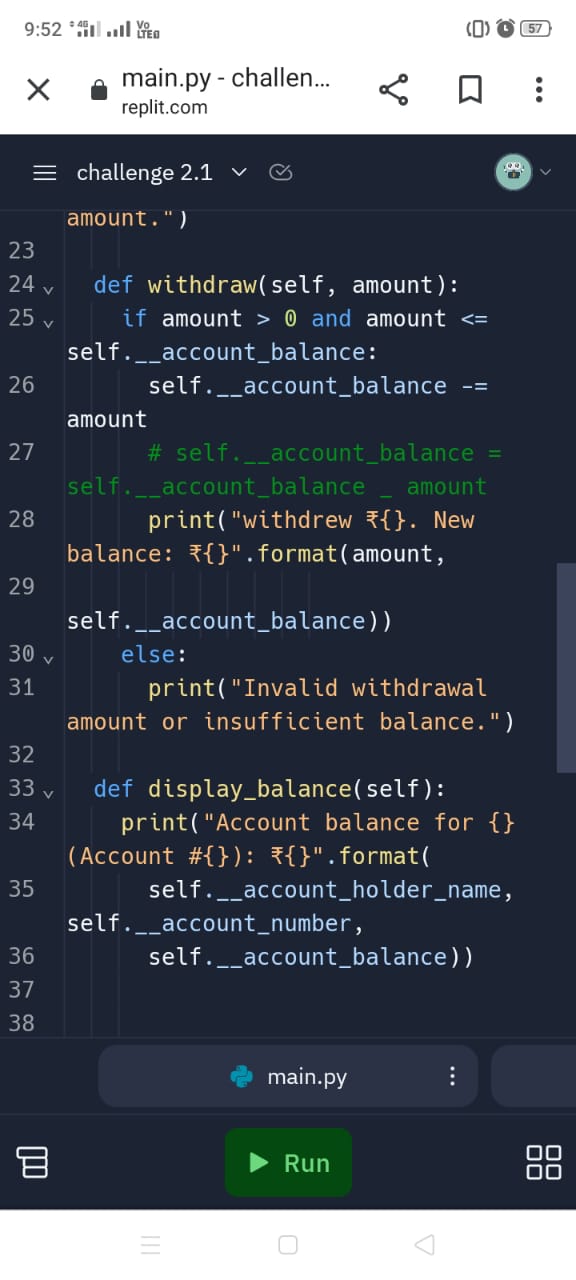 9:52 4G Vo LTE 57
main.py - challen...
replit.com
challenge 2.1
amount.")
23
24 def withdraw(self, amount):
25 if amount > 0 and amount <=
self.__account_balance:
26 self.__account_balance -=
amount
27 # self.__account_balance =
self.__account_balance _ amount
28 print("withdrew ₹{}. New
balance: ₹{}".format(amount,
29
self.__account_balance))
30 else:
31 print("Invalid withdrawal
amount or insufficient balance.")
32
33 def display_balance(self):
34 print("Account balance for {}
(Account #{}): ₹{}".format(
35 self.__account_holder_name,
self.__account_number,
36 self.__account_balance))
37
38
main.py
Run